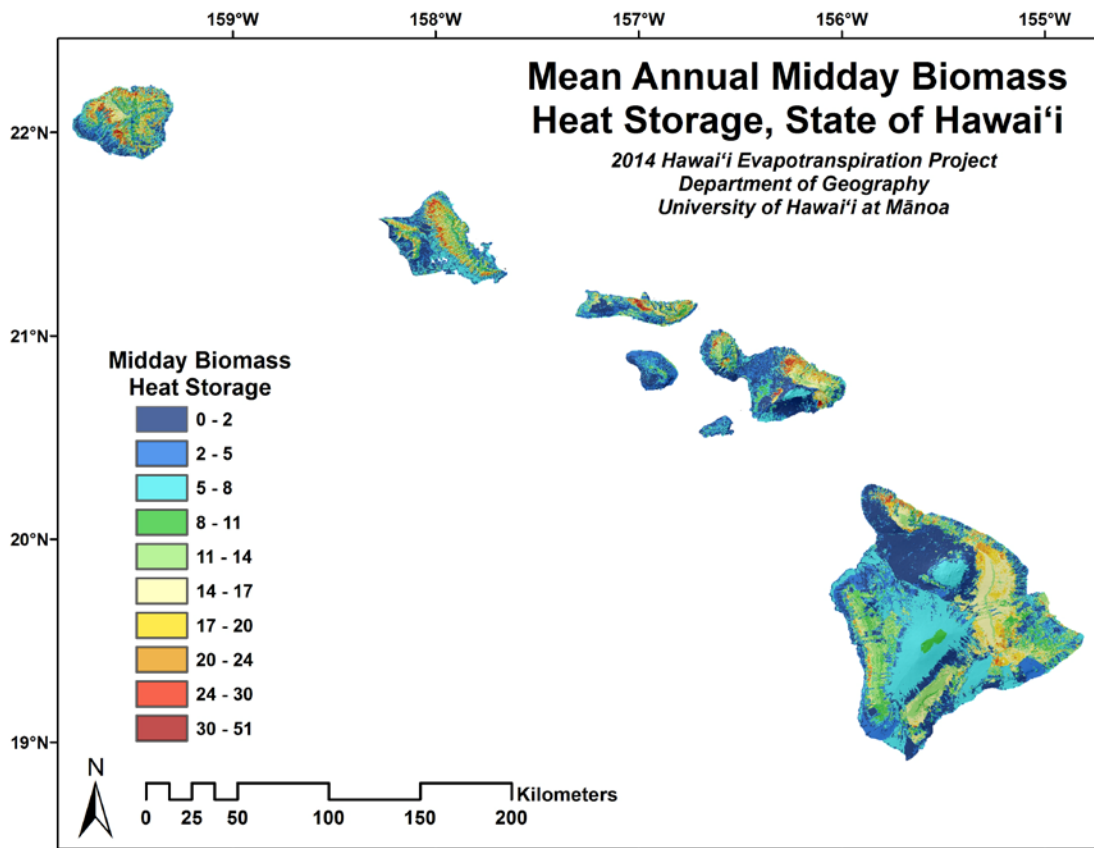 159°W 158°W 157°W 156°W 155°W
Mean Annual Midday Biomass
Heat Storage, State of Hawai‘i
2014 Hawai‘i Evapotranspiration Project
Department of Geography
University of Hawai‘i at Mānoa
22°N
21°N
20°N
19°N
Midday Biomass
Heat Storage
0 - 2
2 - 5
5 - 8
8 - 11
11 - 14
14 - 17
17 - 20
20 - 24
24 - 30
30 - 51
N
Kilometers
0 25 50 100 150 200